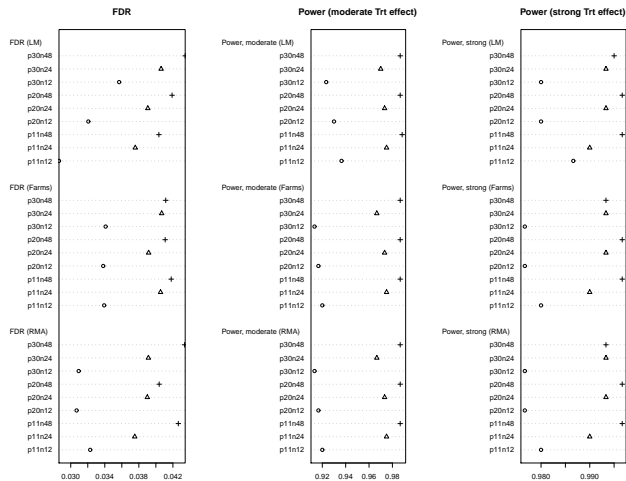 FDR
FDR (LM)
p30n48
p30n24
p30n12
p20n48
p20n24
p20n12
p11n48
p11n24
p11n12
FDR (Farms)
p30n48
p30n24
p30n12
p20n48
p20n24
p20n12
p11n48
p11n24
p11n12
FDR (RMA)
p30n48
p30n24
p30n12
p20n48
p20n24
p20n12
p11n48
p11n24
p11n12
0.030 0.034 0.038 0.042
Power (moderate Trt effect)
Power, moderate (LM)
p30n48
p30n24
p30n12
p20n48
p20n24
p20n12
p11n48
p11n24
p11n12
Power, moderate (Farms)
p30n48
p30n24
p30n12
p20n48
p20n24
p20n12
p11n48
p11n24
p11n12
Power, moderate (RMA)
p30n48
p30n24
p30n12
p20n48
p20n24
p20n12
p11n48
p11n24
p11n12
0.92 0.94 0.96 0.98
Power (strong Trt effect)
Power, strong (LM)
p30n48
p30n24
p30n12
p20n48
p20n24
p20n12
p11n48
p11n24
p11n12
Power, strong (Farms)
p30n48
p30n24
p30n12
p20n48
p20n24
p20n12
p11n48
p11n24
p11n12
Power, strong (RMA)
p30n48
p30n24
p30n12
p20n48
p20n24
p20n12
p11n48
p11n24
p11n12
0.980 0.990